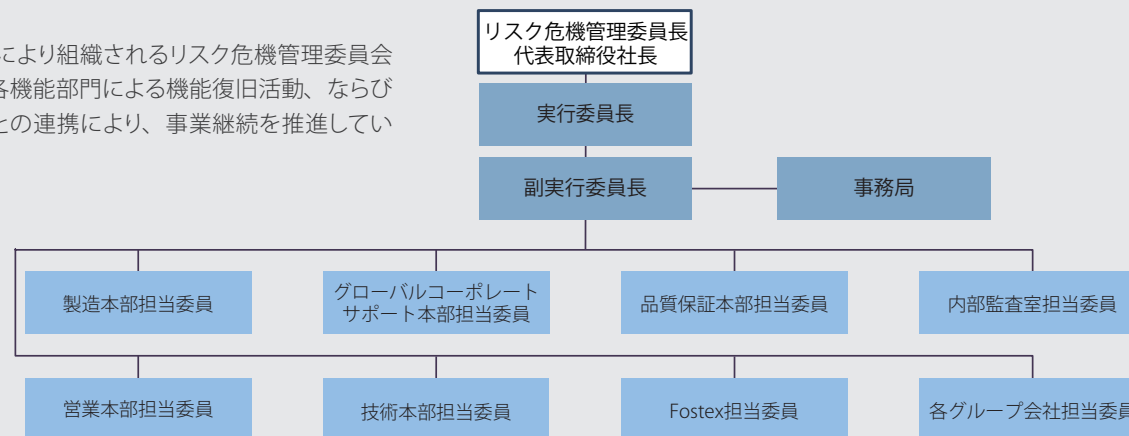 により組織されるリスク危機管理委員会
各機能部門による機能復旧活動、ならび
との連携により、事業継続を推進してい
リスク危機管理委員長
代表取締役社長
実行委員長
副実行委員長
事務局
製造本部担当委員
グローバルコーポレート
サポート本部担当委員
品質保証本部担当委員
内部監査室担当委員
営業本部担当委員
技術本部担当委員
Fostex担当委員
各グループ会社担当委員